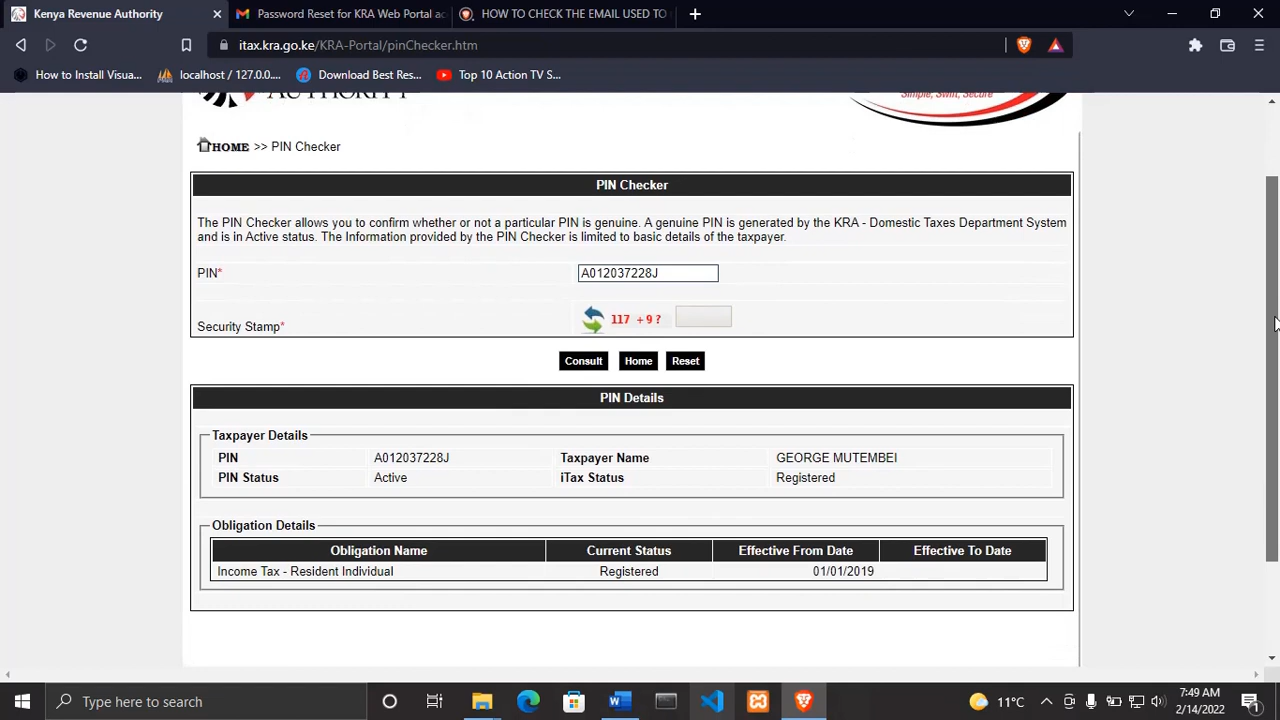 Kenya Revenue Authority
Password Reset for KRA Web Portal ac
HOW TO CHECK THE EMAIL USED TO
itax.kra.go.ke/KRA-Portal/pinChecker.htm
How to Install Visua...
localhost / 127.0.0....
Download Best Res...
Top 10 Action TV S...
AUTHORITY
Simple, Swift, Secure
HOME >> PIN Checker
PIN Checker
The PIN Checker allows you to confirm whether or not a particular PIN is genuine. A genuine PIN is generated by the KRA - Domestic Taxes Department System
and is in Active status. The Information provided by the PIN Checker is limited to basic details of the taxpayer.
PIN* A012037228J
Security Stamp* 117 +9?
Consult Home Reset
PIN Details
Taxpayer Details
PIN A012037228J Taxpayer Name GEORGE MUTEMBEI
PIN Status Active iTax Status Registered
Obligation Details
Obligation Name Current Status Effective From Date Effective To Date
Income Tax - Resident Individual Registered 01/01/2019
Type here to search
11°C
7:49 AM
2/14/2022
1